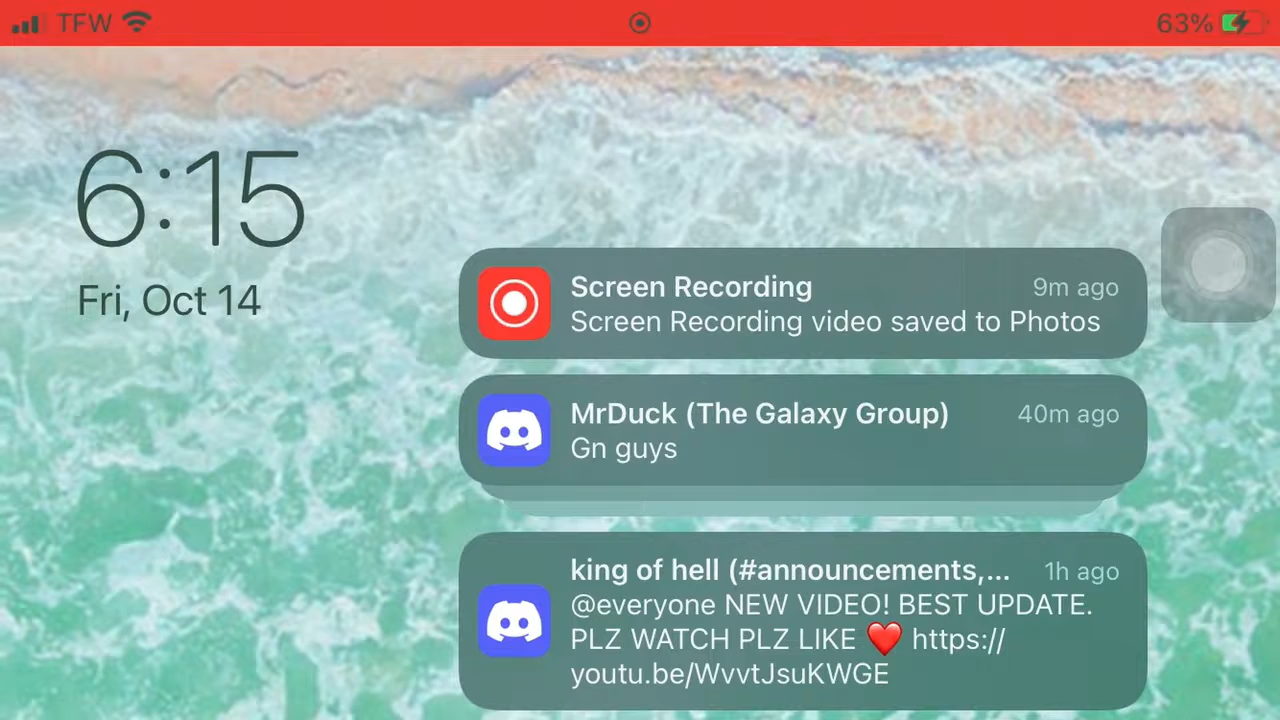 TFW
63%
6:15
Fri, Oct 14
Screen Recording 9m ago
Screen Recording video saved to Photos
MrDuck (The Galaxy Group) 40m ago
Gn guys
king of hell (#announcements,... 1h ago
@everyone NEW VIDEO! BEST UPDATE.
PLZ WATCH PLZ LIKE ❤️ https://
youtu.be/WvvtJsuKWGE